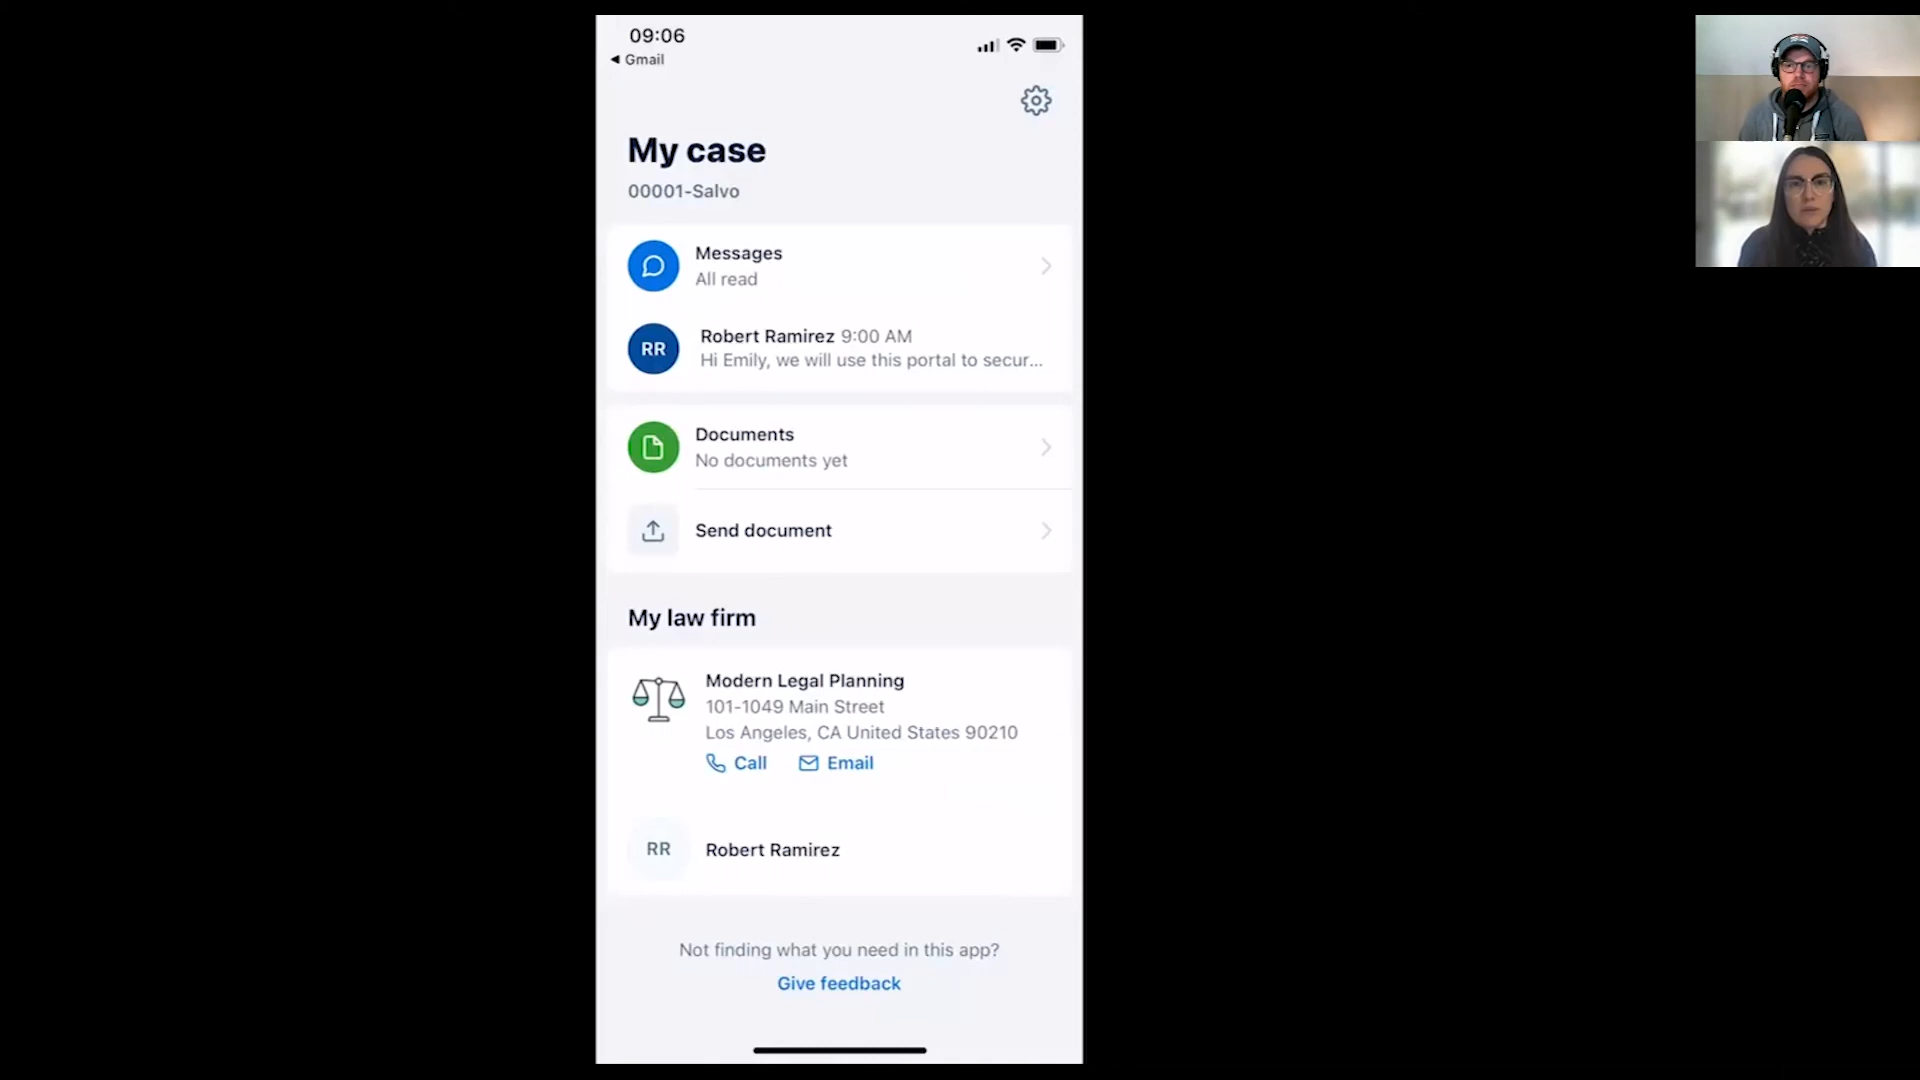 09:06
Gmail
My case
00001-Salvo
Messages
All read
RR
Robert Ramirez 9:00 AM
Hi Emily, we will use this portal to secur...
Documents
No documents yet
Send document
My law firm
Modern Legal Planning
101-1049 Main Street
Los Angeles, CA United States 90210
Call Email
RR
Robert Ramirez
Not finding what you need in this app?
Give feedback